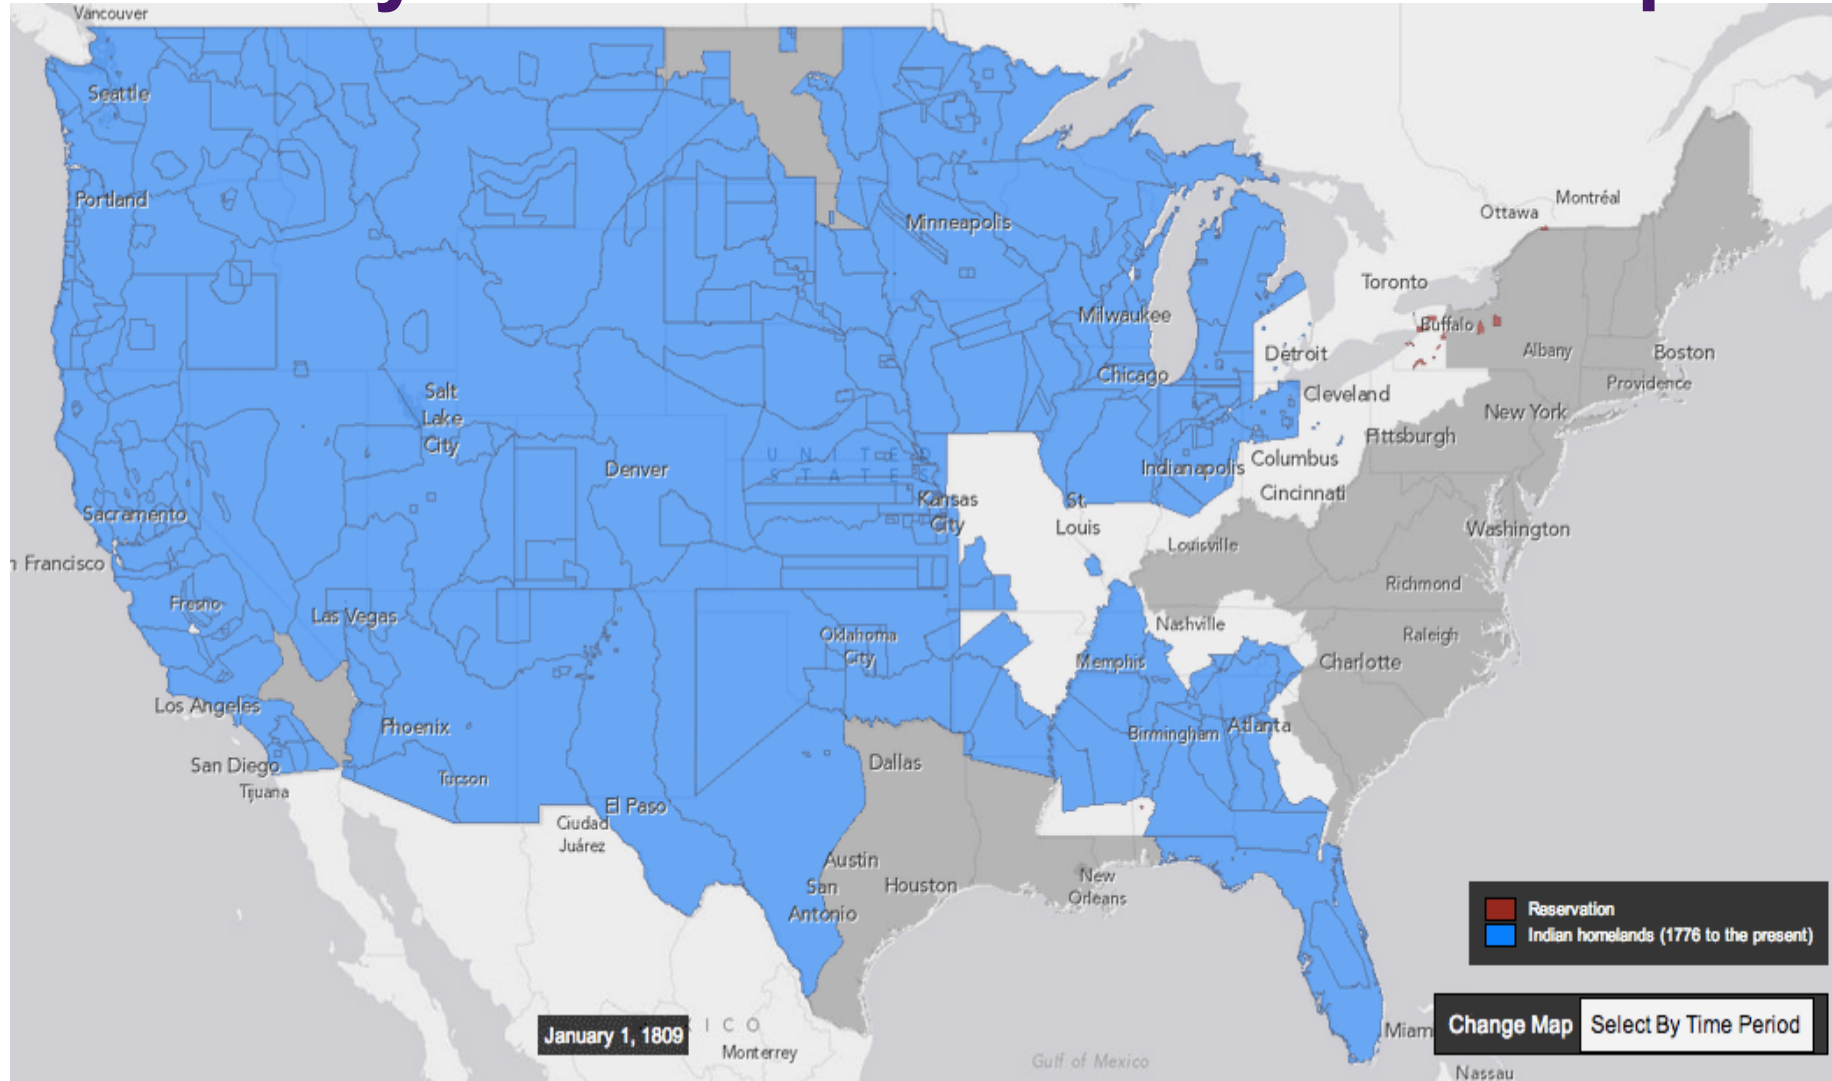 Vancouver
Seattle
Portland
Minneapolis
Ottawa
Montréal
Toronto
Milwaukee
Buffalo
Detroit
Albany
Boston
Chicago
Cleveland
Providence
Salt
Lake
City
New York
Pittsburgh
Denver
UNITED
STATES
Indianapolis
Columbus
Cincinnati
Kansas
City
St.
Louis
Sacramento
Washington
Louisville
n Francisco
Richmond
Fresno
Las Vegas
Nashville
Oklahoma
City
Raleigh
Memphis
Charlotte
Los Angeles
Phoenix
Birmingham
Atlanta
San Diego
Tijuana
Tucson
Dallas
El Paso
Ciudad
Juárez
Austin
San
Antonio
Houston
New
Orleans
Reservation
Indian homelands (1776 to the present)
January 1, 1809
XICO
Monterrey
Gulf of Mexico
Miam
Change Map
Select By Time Period
Nassau